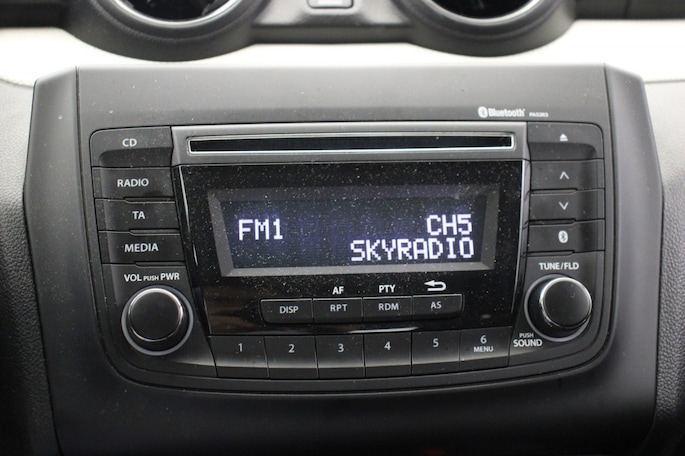 Bluetooth
CD
RADIO
TA
MEDIA
FM1 CH5
SKYRADIO
VOL PUSH PWR
TUNE/FLD
AF PTY
DISP RPT RDM AS
1 2 3 4 5 6
MENU
PUSH
SOUND